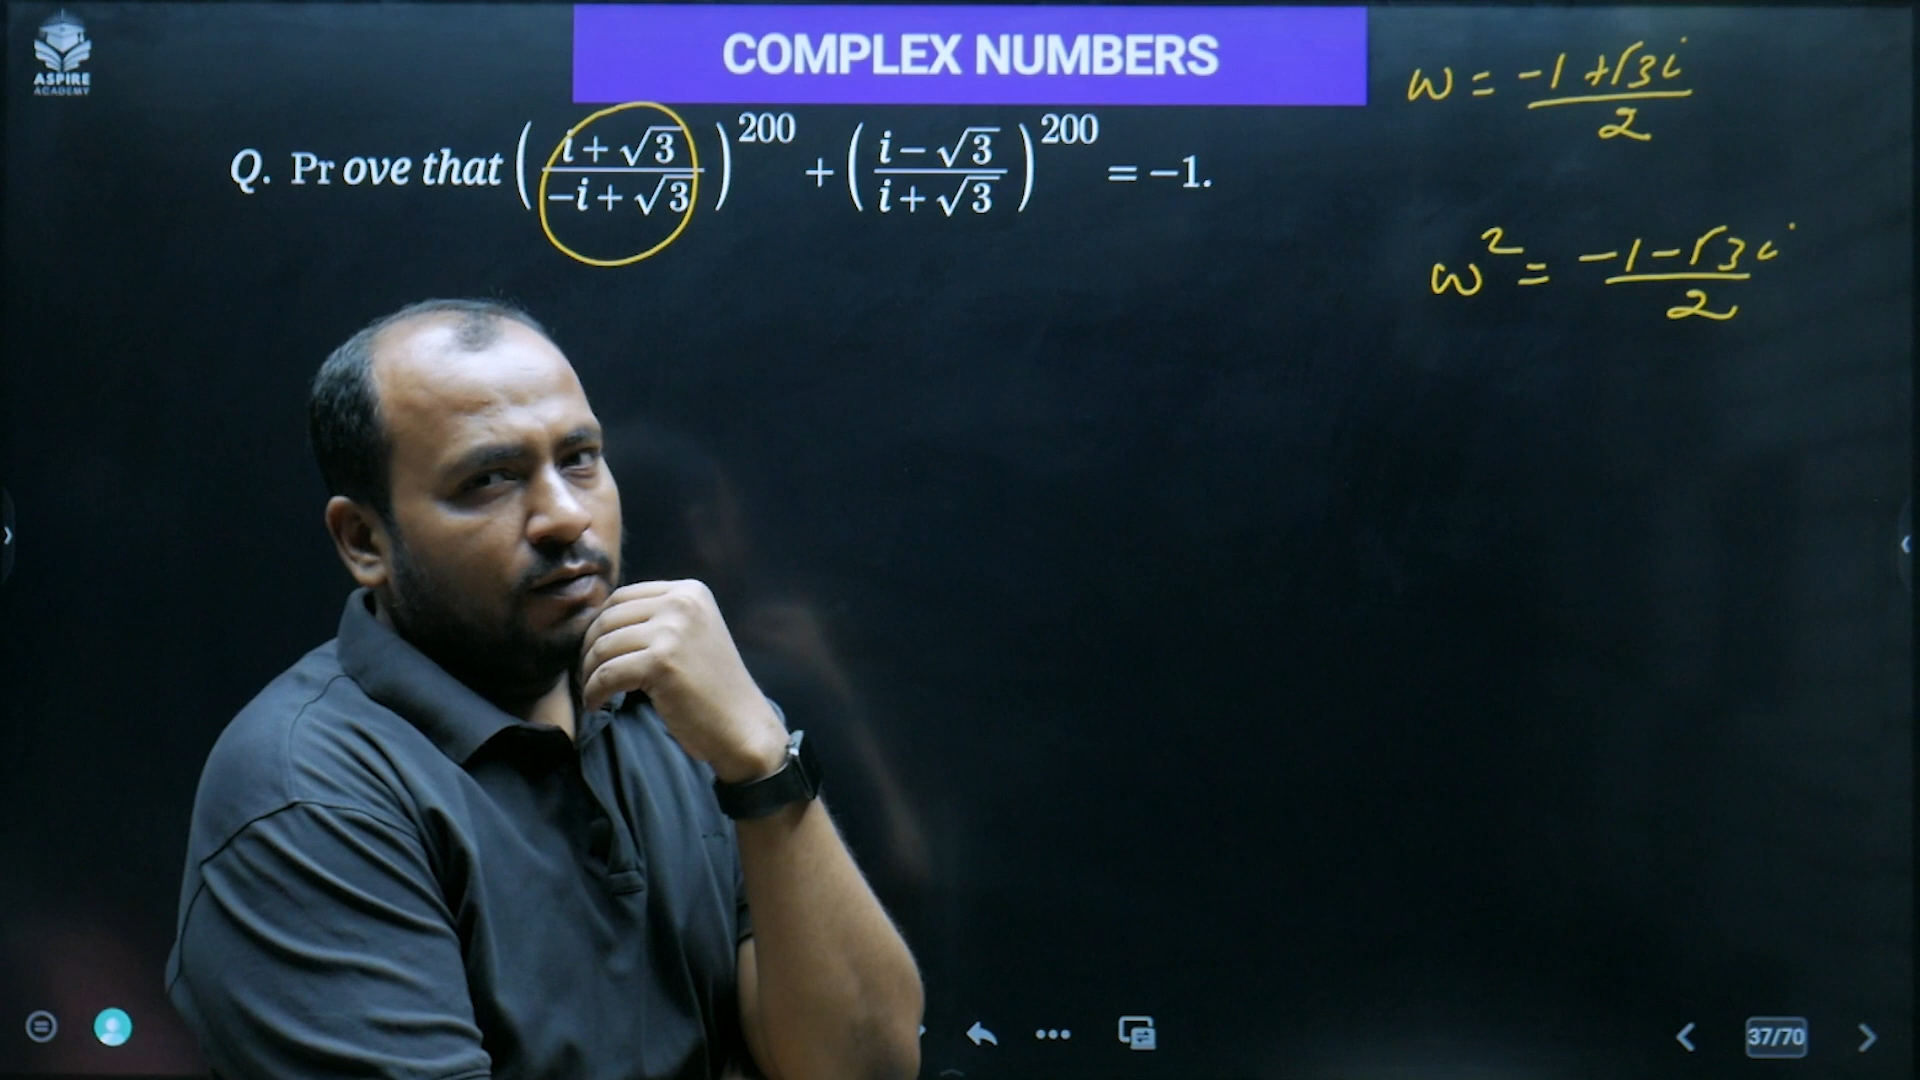 ASPIRE
ACADEMY
COMPLEX NUMBERS
Q. Prove that ((i+√3)/(−i+√3))^200 + ((i−√3)/(i+√3))^200 = −1.
ω = (-1+√3i)/2
ω^2 = (-1-√3i)/2
37/70